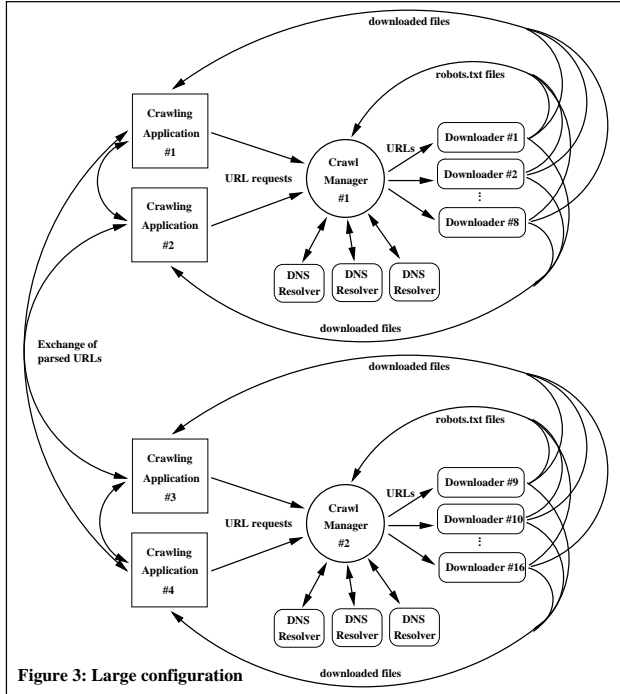 downloaded files
robots.txt files
Crawling
Application
#1
URL requests
Crawl
Manager
#1
URLs
Downloader #1
Downloader #2
⋮
Downloader #8
Crawling
Application
#2
DNS
Resolver
DNS
Resolver
DNS
Resolver
downloaded files
Exchange of
parsed URLs
downloaded files
robots.txt files
Crawling
Application
#3
URL requests
Crawl
Manager
#2
URLs
Downloader #9
Downloader #10
⋮
Downloader #16
Crawling
Application
#4
DNS
Resolver
DNS
Resolver
DNS
Resolver
downloaded files
Figure 3: Large configuration